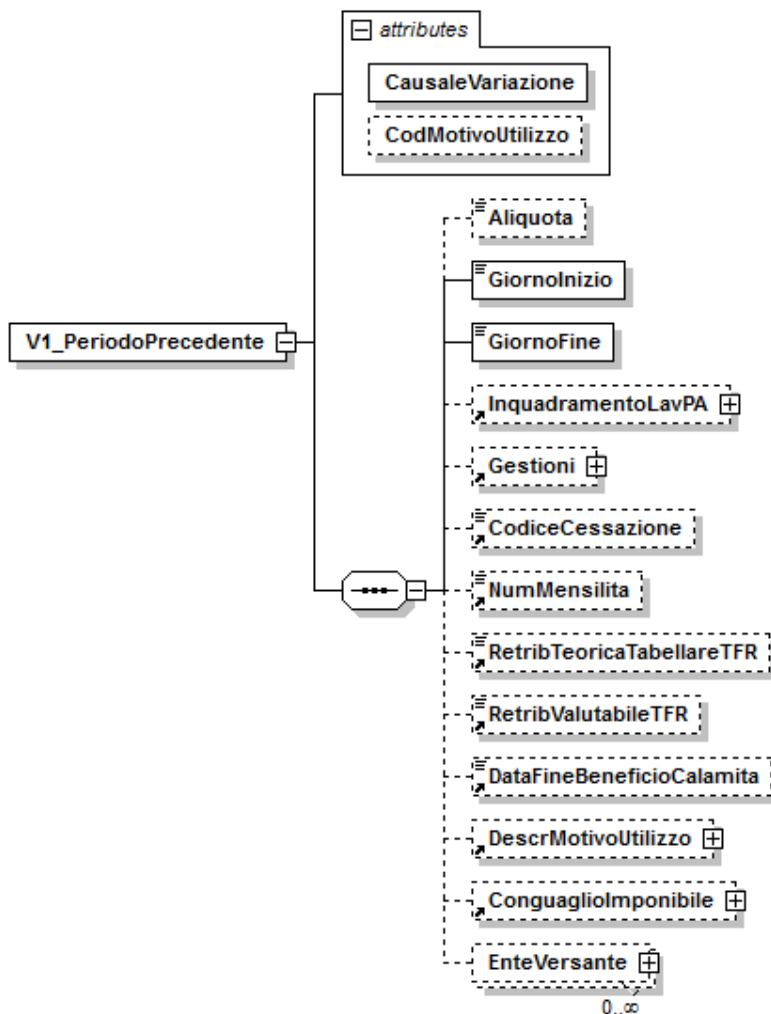 attributes
CausaleVariazione
CodMotivoUtilizzo
Aliquota
GiornoInizio
V1_PeriodoPrecedente
GiornoFine
InquadramentoLavPA
Gestioni
CodiceCessazione
NumMensilita
RetribTeoricaTabellareTFR
RetribValutabileTFR
DataFineBeneficioCalamita
DescrMotivoUtilizzo
ConguaglioImponibile
EnteVersante
0..∞